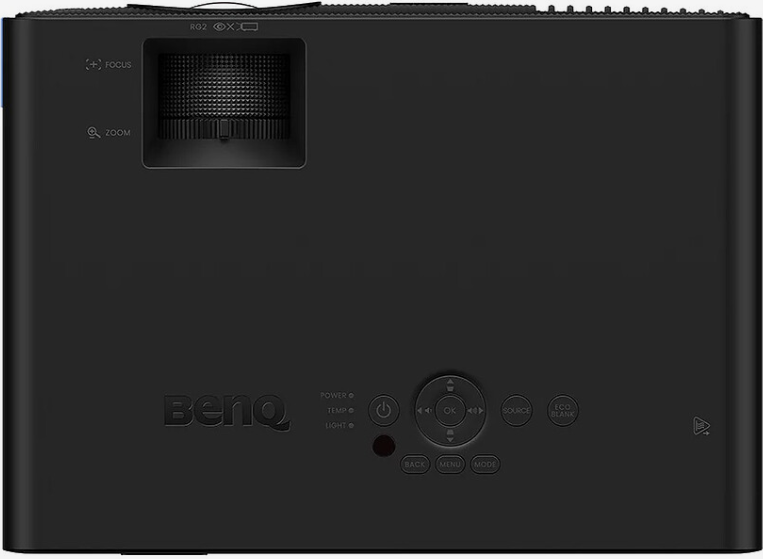 RG2
FOCUS
ZOOM
BenQ
POWER
TEMP
LIGHT
OK
SOURCE
ECO
BLANK
BACK
MENU
MODE